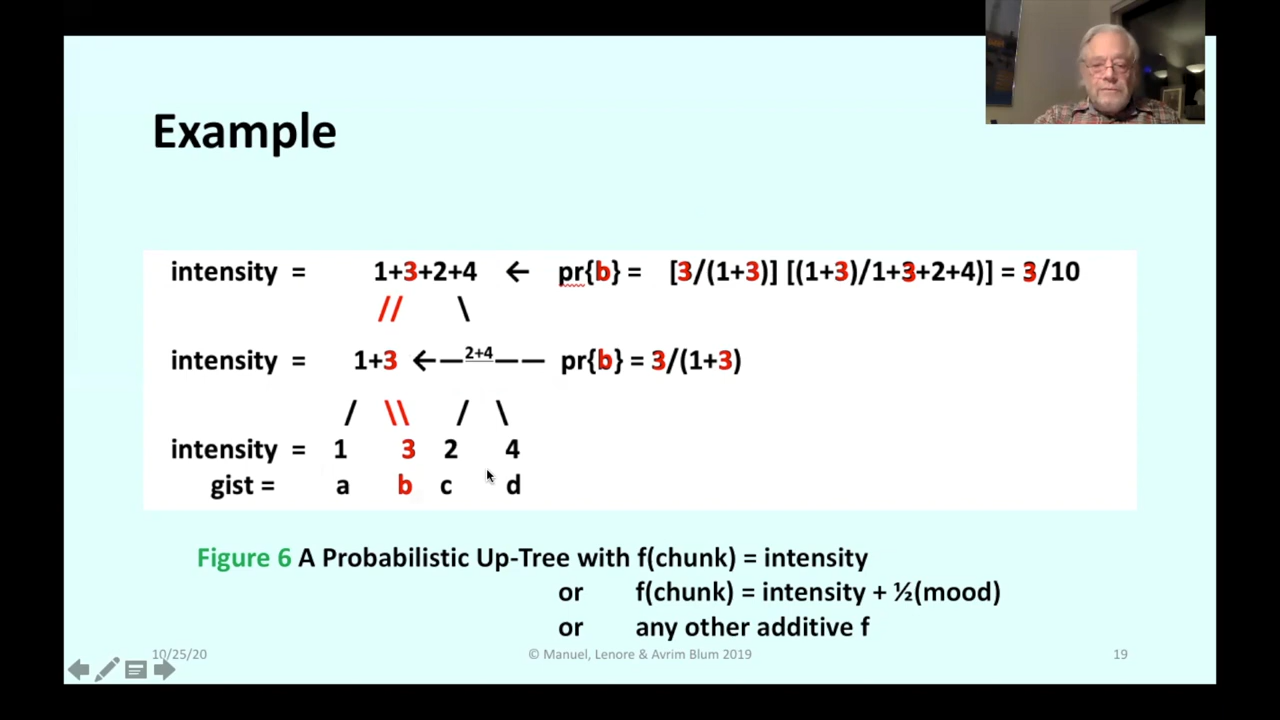 Example
intensity = 1+3+2+4 ← pr{b} = [3/(1+3)] [(1+3)/1+3+2+4)] = 3/10
// \
intensity = 1+3 ←—2+4—— pr{b} = 3/(1+3)
/ \\ / \
intensity = 1 3 2 4
gist = a b c d
Figure 6 A Probabilistic Up-Tree with f(chunk) = intensity
or f(chunk) = intensity + ½(mood)
or any other additive f
10/25/20 © Manuel, Lenore & Avrim Blum 2019 19